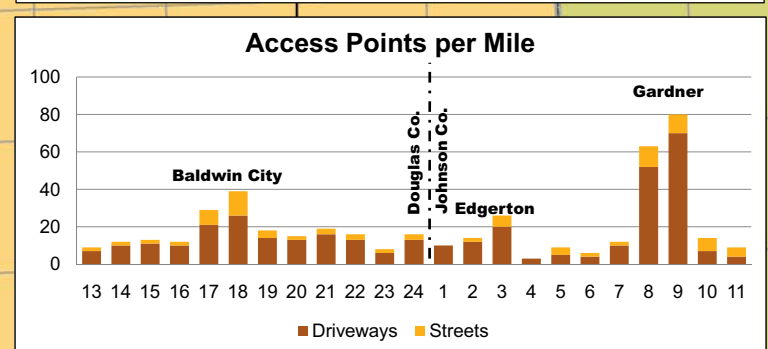 Access Points per Mile
100
80
60
40
20
0
Baldwin City
Douglas Co.
Johnson Co.
Edgerton
Gardner
13 14 15 16 17 18 19 20 21 22 23 24 1 2 3 4 5 6 7 8 9 10 11
Driveways Streets